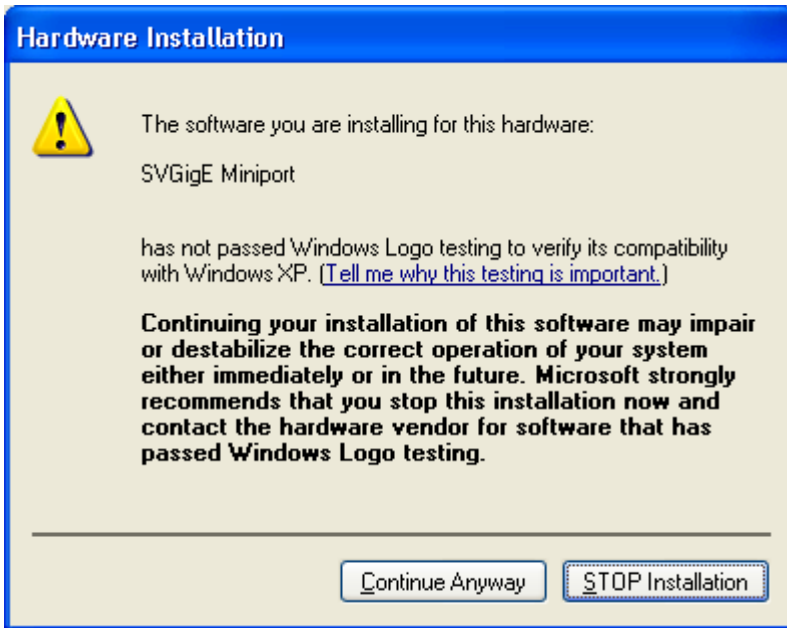 Hardware Installation
The software you are installing for this hardware:
SVGigE Miniport
has not passed Windows Logo testing to verify its compatibility
with Windows XP. (Tell me why this testing is important.)
Continuing your installation of this software may impair
or destabilize the correct operation of your system
either immediately or in the future. Microsoft strongly
recommends that you stop this installation now and
contact the hardware vendor for software that has
passed Windows Logo testing.
Continue Anyway STOP Installation